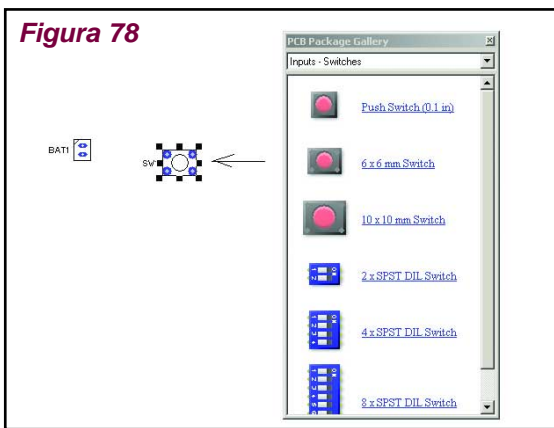 Figura 78
PCB Package Gallery
Inputs - Switches
Push Switch (0.1 in)
6 x 6 mm Switch
10 x 10 mm Switch
2 x SPST DIL Switch
4 x SPST DIL Switch
8 x SPST DIL Switch
BAT1
SW